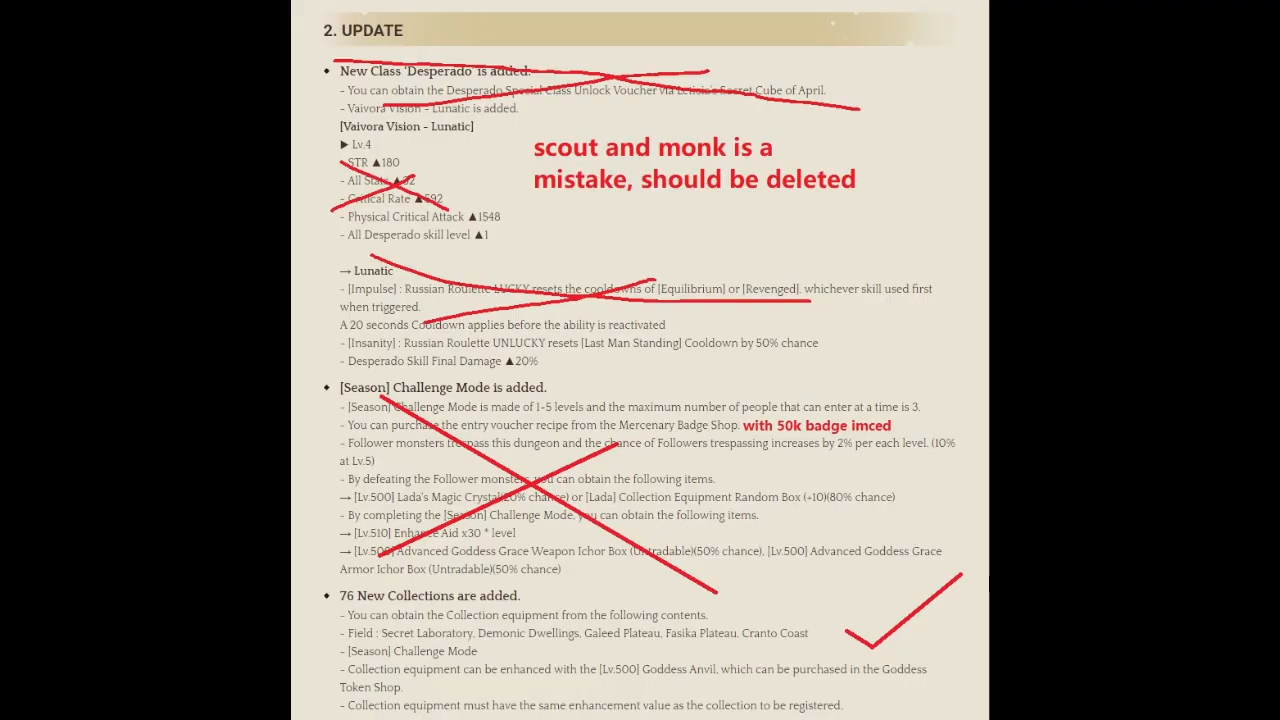 2. UPDATE
New Class 'Desperado' is added.
- You can obtain the Desperado Special Class Unlock Voucher via Leticia's Secret Cube of April.
- Vaivora Vision - Lunatic is added.
[Vaivora Vision - Lunatic]
▶ Lv.4
- STR ▲180
scout and monk is a
mistake, should be deleted
- All Stats ▲32
- Critical Rate ▲592
- Physical Critical Attack ▲1548
- All Desperado skill level ▲1
→ Lunatic
- [Impulse] : Russian Roulette LUCKY resets the cooldowns of [Equilibrium] or [Revenged], whichever skill used first
when triggered.
A 20 seconds Cooldown applies before the ability is reactivated
- [Insanity] : Russian Roulette UNLUCKY resets [Last Man Standing] Cooldown by 50% chance
- Desperado Skill Final Damage ▲20%
[Season] Challenge Mode is added.
- [Season] Challenge Mode is made of 1-5 levels and the maximum number of people that can enter at a time is 3.
- You can purchase the entry voucher recipe from the Mercenary Badge Shop. with 50k badge imced
- Follower monsters trespass this dungeon and the chance of Followers trespassing increases by 2% per each level. (10%
at Lv.5)
- By defeating the Follower monsters, you can obtain the following items.
→ [Lv.500] Lada's Magic Crystal(20% chance) or [Lada] Collection Equipment Random Box (+10)(80% chance)
- By completing the [Season] Challenge Mode, you can obtain the following items.
→ [Lv.510] Enhance Aid x30 * level
→ [Lv.500] Advanced Goddess Grace Weapon Ichor Box (Untradable)(50% chance), [Lv.500] Advanced Goddess Grace
Armor Ichor Box (Untradable)(50% chance)
76 New Collections are added.
- You can obtain the Collection equipment from the following contents.
- Field : Secret Laboratory, Demonic Dwellings, Galeed Plateau, Fasika Plateau, Cranto Coast
- [Season] Challenge Mode
- Collection equipment can be enhanced with the [Lv.500] Goddess Anvil, which can be purchased in the Goddess
Token Shop.
- Collection equipment must have the same enhancement value as the collection to be registered.